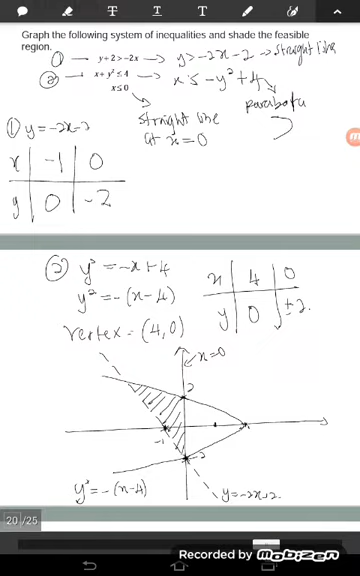 Graph the following system of inequalities and shade the feasible
region.
① → y+2>-2x → y>-2x-2 → straight line
② → x+y²≤4 → x ≤ -y²+4
x≤0
parabola
straight line
at x=0
① y=-2x-2
x | -1 | 0
y | 0 | -2
② y²=-x+4
y²=-(x-4)
vertex = (4,0)
x | 4 | 0
y | 0 | ±2
x=0
2
-1
-2
y²=-(x-4)
y=-2x+2
20 /25
Recorded by Mobizen